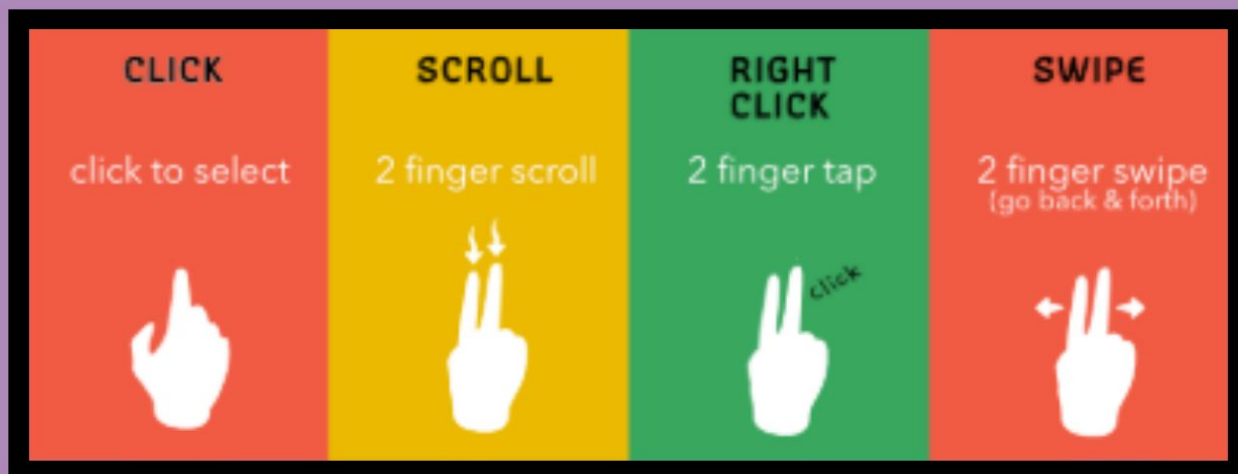 CLICK
click to select
SCROLL
2 finger scroll
RIGHT
CLICK
2 finger tap
click
SWIPE
2 finger swipe
(go back & forth)